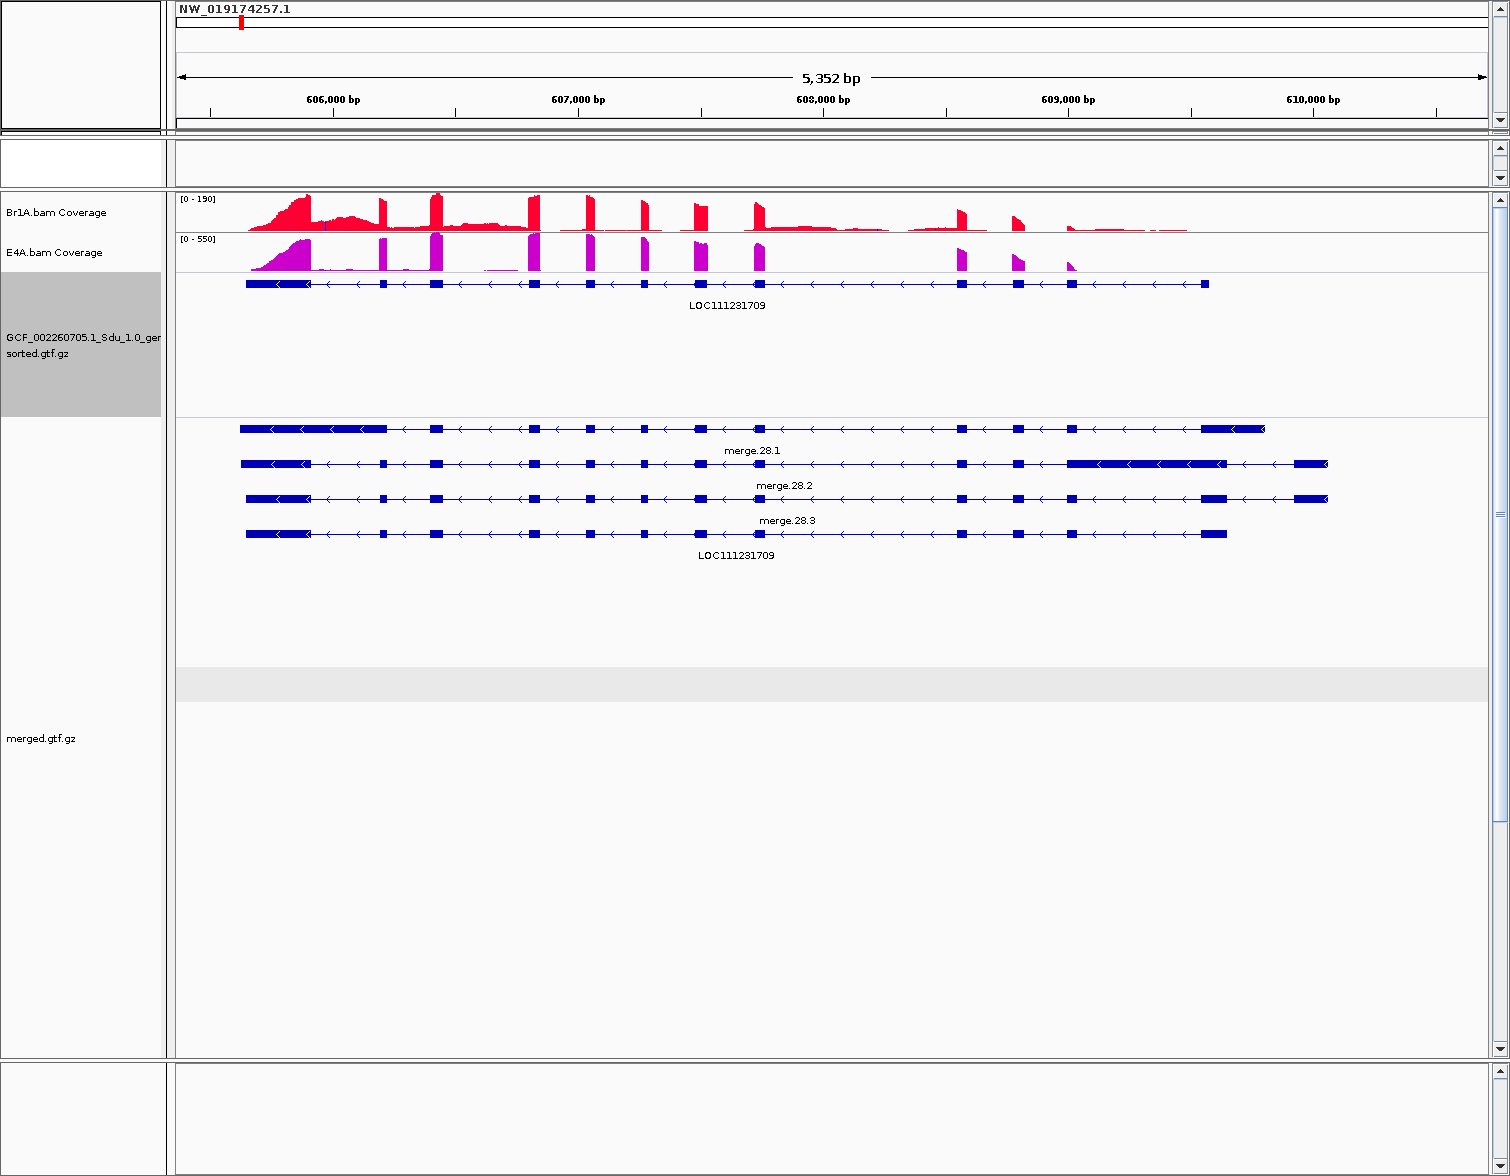 NW_019174257.1
5,352 bp
606,000 bp 607,000 bp 608,000 bp 609,000 bp 610,000 bp
[0 - 190]
Br1A.bam Coverage
[0 - 550]
E4A.bam Coverage
LOC111231709
GCF_002260705.1_Sdu_1.0_ger
sorted.gtf.gz
merge.28.1
merge.28.2
merge.28.3
LOC111231709
merged.gtf.gz